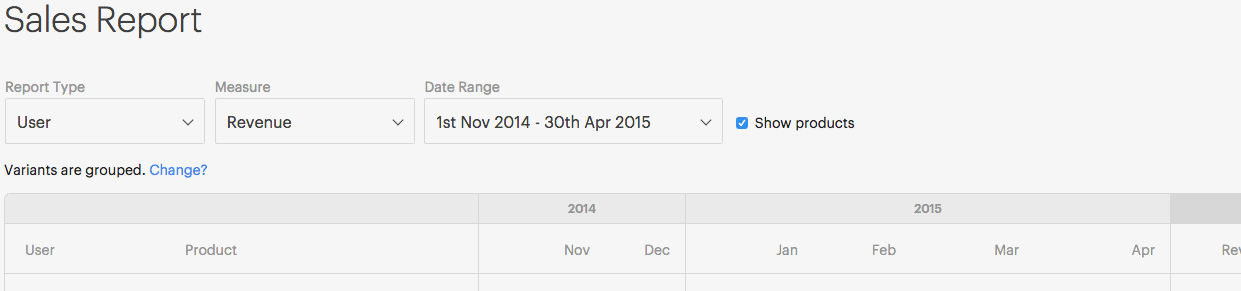 Sales Report
Report Type Measure Date Range
User Revenue 1st Nov 2014 - 30th Apr 2015 Show products
Variants are grouped. Change?
2014 2015
User Product Nov Dec Jan Feb Mar Apr